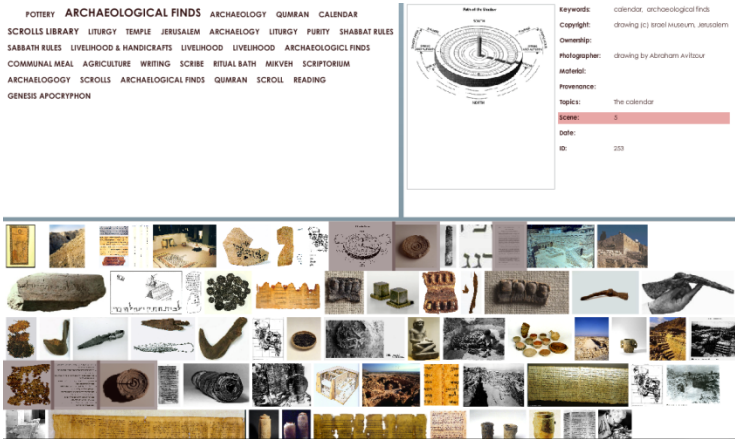 POTTERY ARCHAEOLOGICAL FINDS ARCHAEOLOGY QUMRAN CALENDAR
SCROLLS LIBRARY LITURGY TEMPLE JERUSALEM ARCHAELOGY LITURGY PURITY SHABBAT RULES
SABBATH RULES LIVELIHOOD & HANDICRAFTS LIVELIHOOD LIVELIHOOD ARCHAEOLOGICL FINDS
COMMUNAL MEAL AGRICULTURE WRITING SCRIBE RITUAL BATH MIKVEH SCRIPTORIUM
ARCHAELOGOGY SCROLLS ARCHAEOLOGICAL FINDS QUMRAN SCROLL READING
GENESIS APOCRYPHON
Keywords: calendar, archaeological finds
Copyright: drawing (c) Israel Museum, Jerusalem
Ownership:
Photographer: drawing by Abraham Avitzour
Material:
Provenance:
Topics: The calendar
Scene: 5
Date:
ID: 253